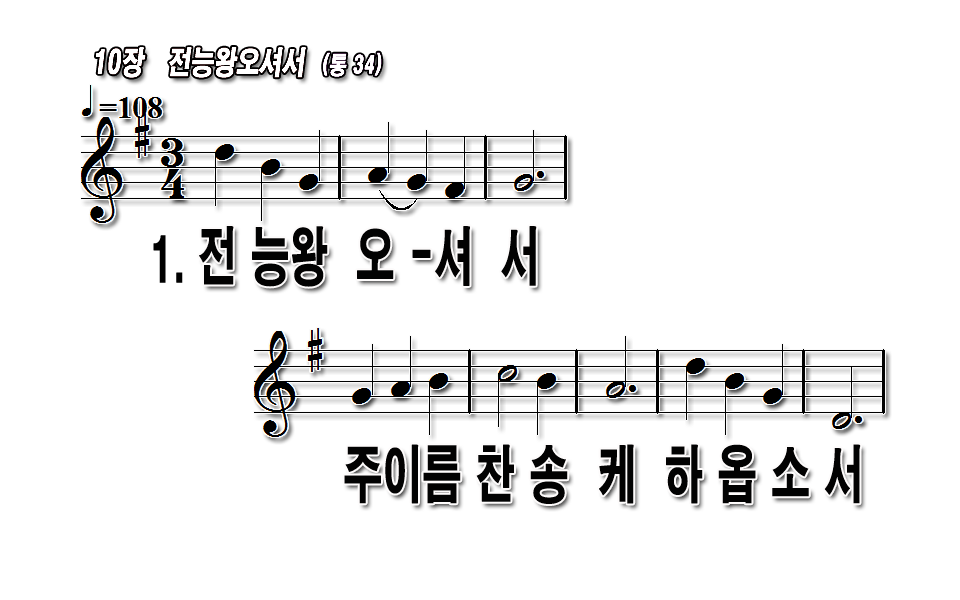 10장 전능왕오셔서 (통 34)
♩=108
3
4
1. 전 능왕 오 -셔 서
주이름 찬 송 케 하 옵 소 서